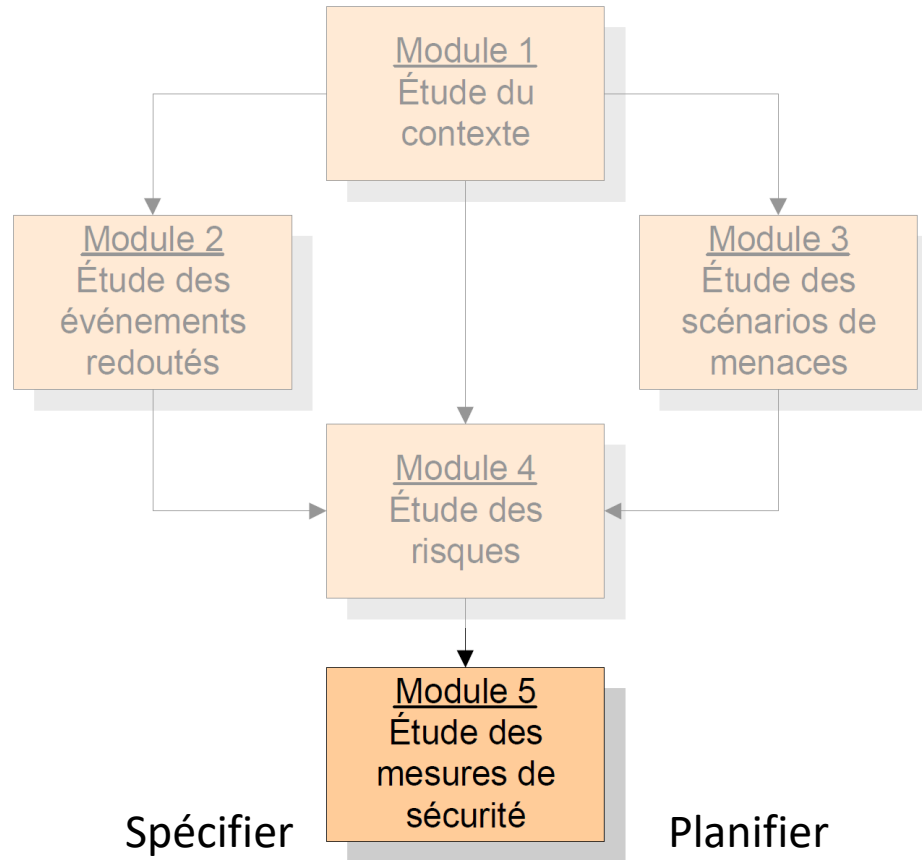 Module 1
Étude du
contexte
Module 2
Étude des
événements
redoutés
Module 3
Étude des
scénarios de
menaces
Module 4
Étude des
risques
Module 5
Étude des
mesures de
sécurité
Spécifier
Planifier